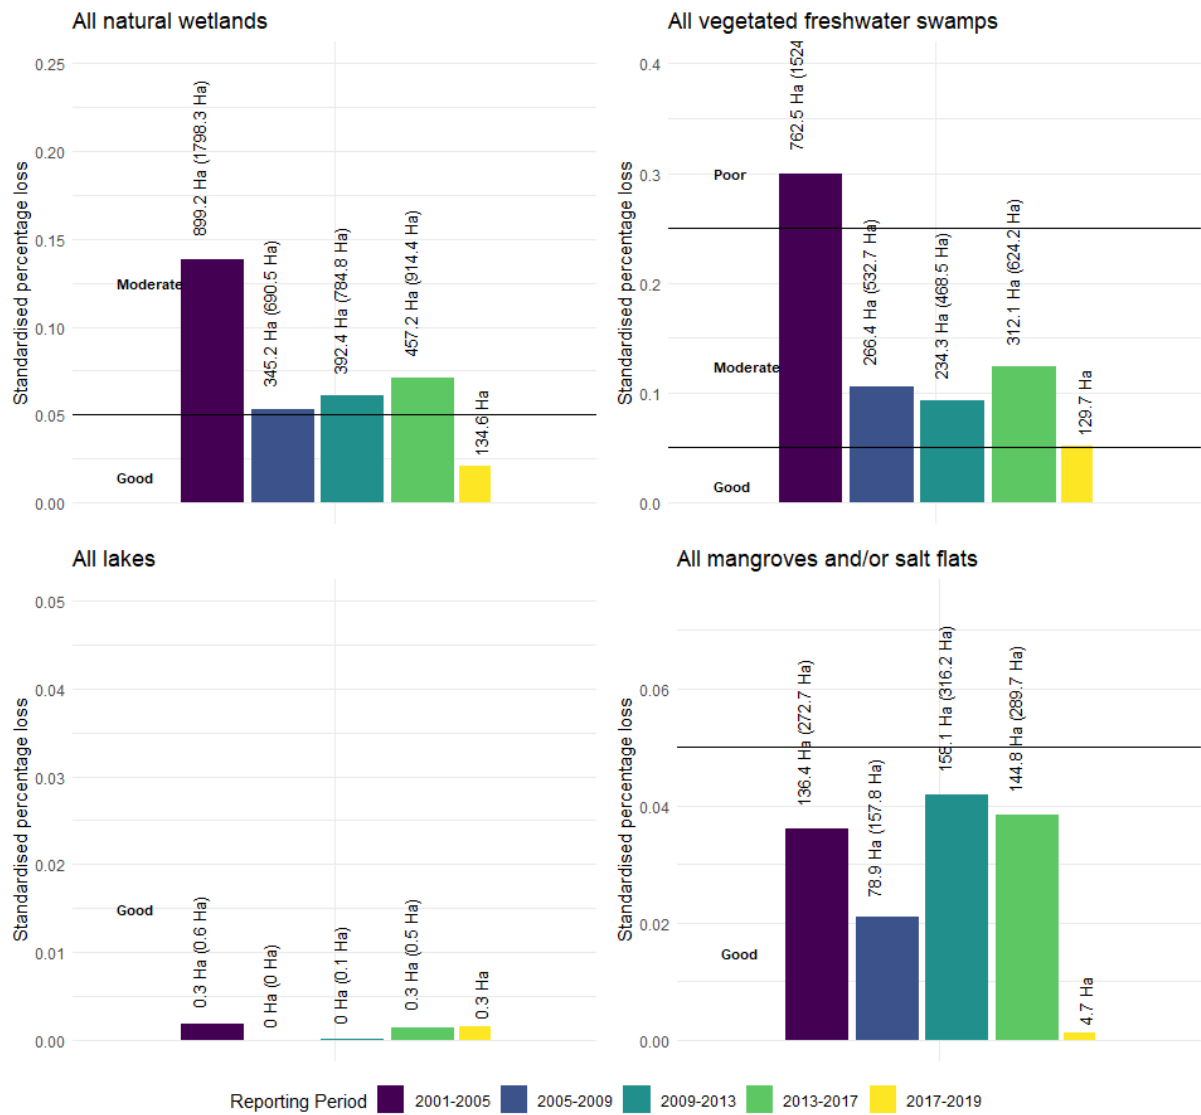 All natural wetlands
Standardised percentage loss
0.25
0.20
0.15
0.10
0.05
0.00
Moderate
Good
899.2 Ha (1798.3 Ha)
345.2 Ha (690.5 Ha)
392.4 Ha (784.8 Ha)
457.2 Ha (914.4 Ha)
134.6 Ha
All vegetated freshwater swamps
Standardised percentage loss
0.4
0.3
0.2
0.1
0.0
Poor
Moderate
Good
762.5 Ha (1524
266.4 Ha (532.7 Ha)
234.3 Ha (468.5 Ha)
312.1 Ha (624.2 Ha)
129.7 Ha
All lakes
Standardised percentage loss
0.05
0.04
0.03
0.02
0.01
0.00
Good
0.3 Ha (0.6 Ha)
0 Ha (0 Ha)
0 Ha (0.1 Ha)
0.3 Ha (0.5 Ha)
0.3 Ha
All mangroves and/or salt flats
Standardised percentage loss
0.06
0.04
0.02
0.00
Good
136.4 Ha (272.7 Ha)
78.9 Ha (157.8 Ha)
158.1 Ha (316.2 Ha)
144.8 Ha (289.7 Ha)
4.7 Ha
Reporting Period 2001-2005 2005-2009 2009-2013 2013-2017 2017-2019